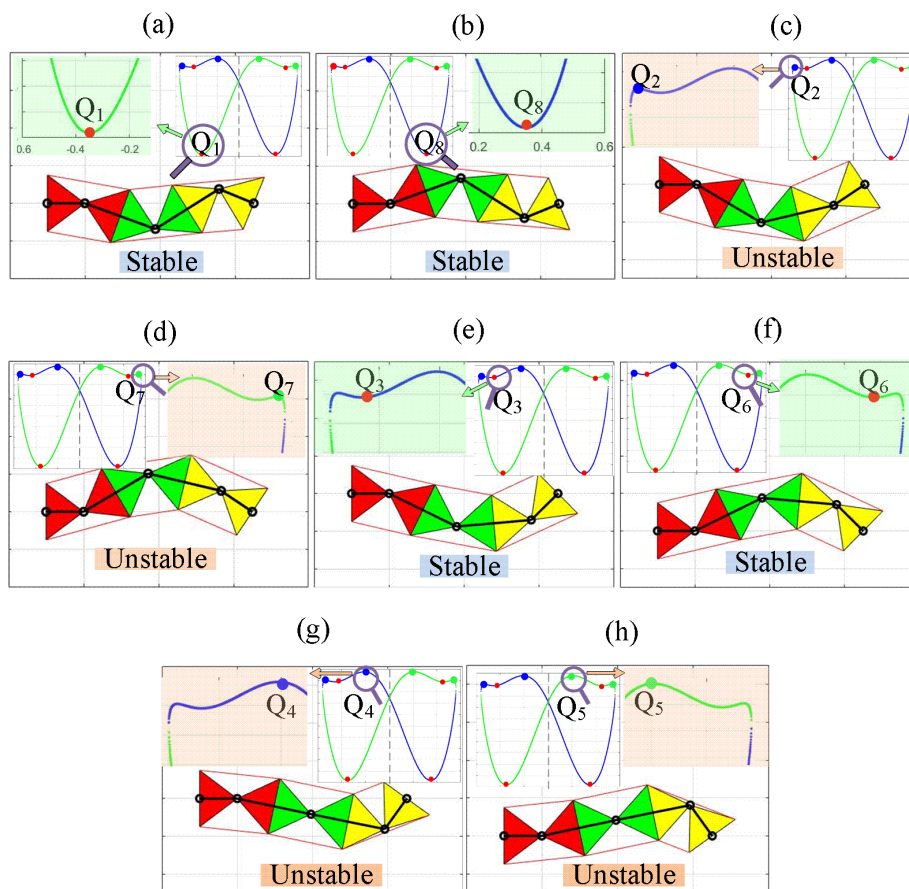 (a)
(b)
(c)
Q1
Q1
0.6
-0.4
-0.2
Stable
Q8
Q8
0.2
0.4
0.6
Stable
Q2
Q2
Unstable
(d)
(e)
(f)
Q7
Q7
Unstable
Q3
Q3
Stable
Q6
Q6
Stable
(g)
(h)
Q4
Q4
Unstable
Q5
Q5
Unstable